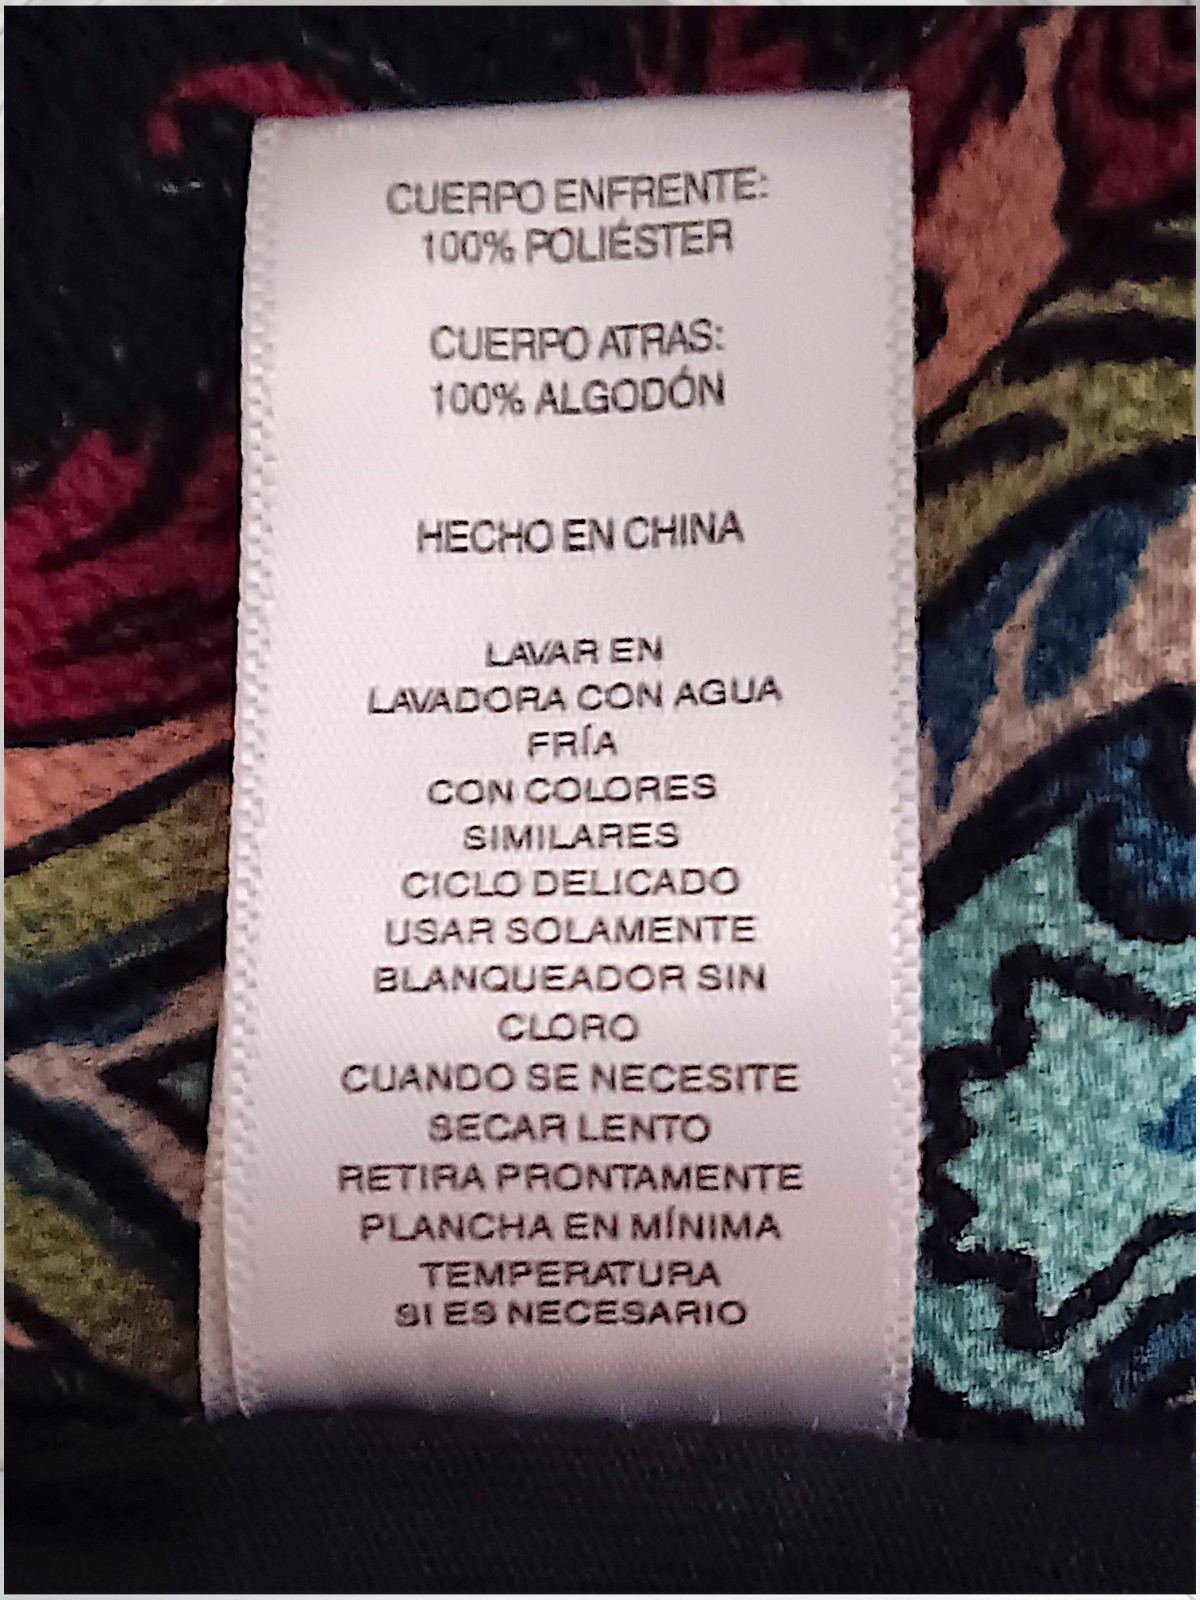 CUERPO ENFRENTE:
100% POLIÉSTER
CUERPO ATRAS:
100% ALGODÓN
HECHO EN CHINA
LAVAR EN
LAVADORA CON AGUA
FRÍA
CON COLORES
SIMILARES
CICLO DELICADO
USAR SOLAMENTE
BLANQUEADOR SIN
CLORO
CUANDO SE NECESITE
SECAR LENTO
RETIRA PRONTAMENTE
PLANCHA EN MÍNIMA
TEMPERATURA
SI ES NECESARIO